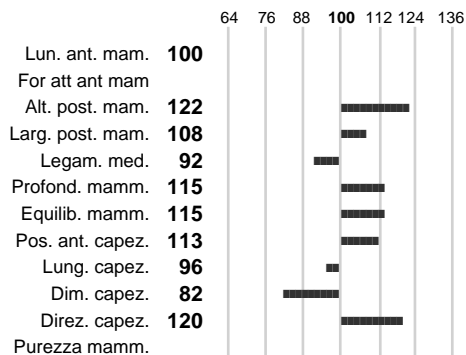 64 76 88 100 112 124 136
Lun. ant. mam. 100
For att ant mam
Alt. post. mam. 122
Larg. post. mam. 108
Legam. med. 92
Profond. mamm. 115
Equilib. mamm. 115
Pos. ant. capez. 113
Lung. capez. 96
Dim. capez. 82
Direz. capez. 120
Purezza mamm.